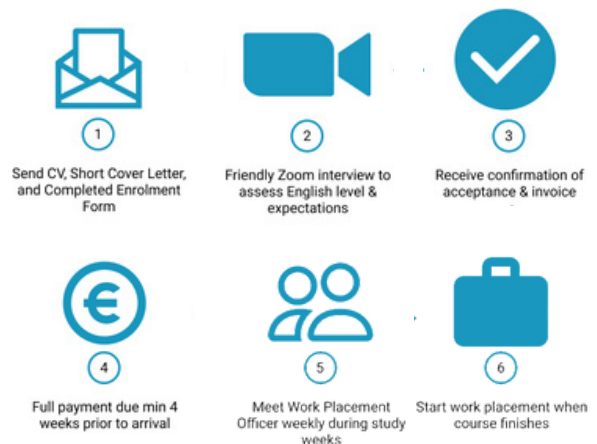 1
Send CV, Short Cover Letter,
and Completed Enrolment
Form
2
Friendly Zoom interview to
assess English level &
expectations
3
Receive confirmation of
acceptance & invoice
€
4
Full payment due min 4
weeks prior to arrival
5
Meet Work Placement
Officer weekly during study
weeks
6
Start work placement when
course finishes